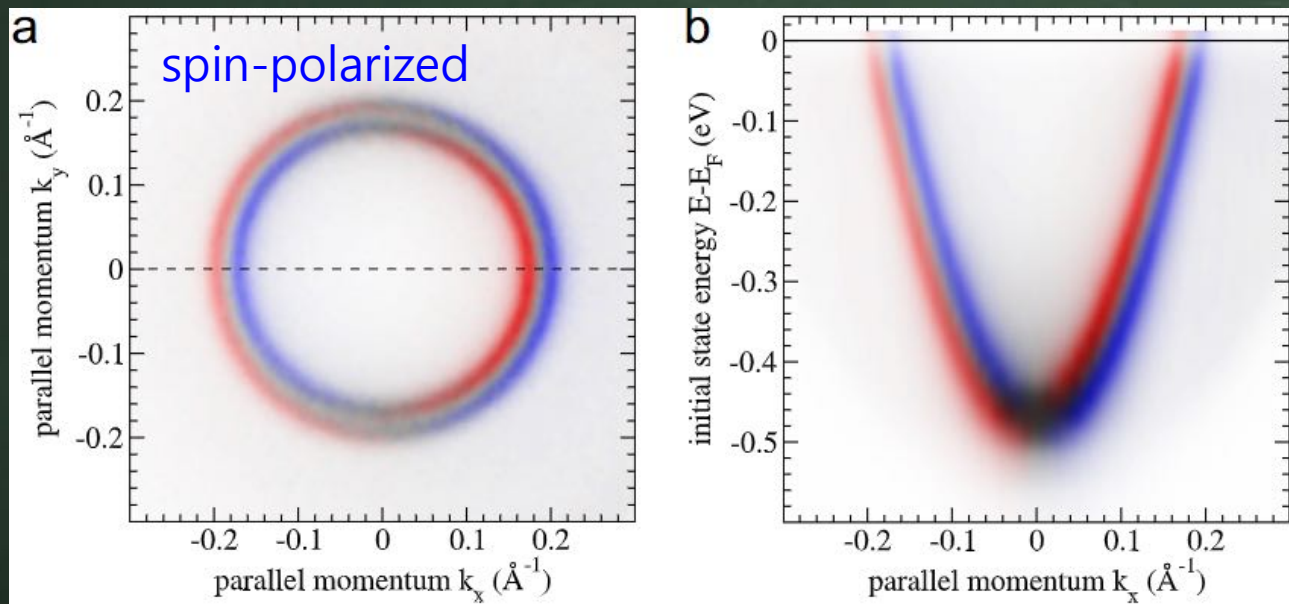 a
spin-polarized
parallel momentum k_y (Å⁻¹)
0.2
0.1
0
-0.1
-0.2
-0.2 -0.1 0 0.1 0.2
parallel momentum k_x (Å⁻¹)
b
initial state energy E-E_F (eV)
0
-0.1
-0.2
-0.3
-0.4
-0.5
-0.2 -0.1 0 0.1 0.2
parallel momentum k_x (Å⁻¹)